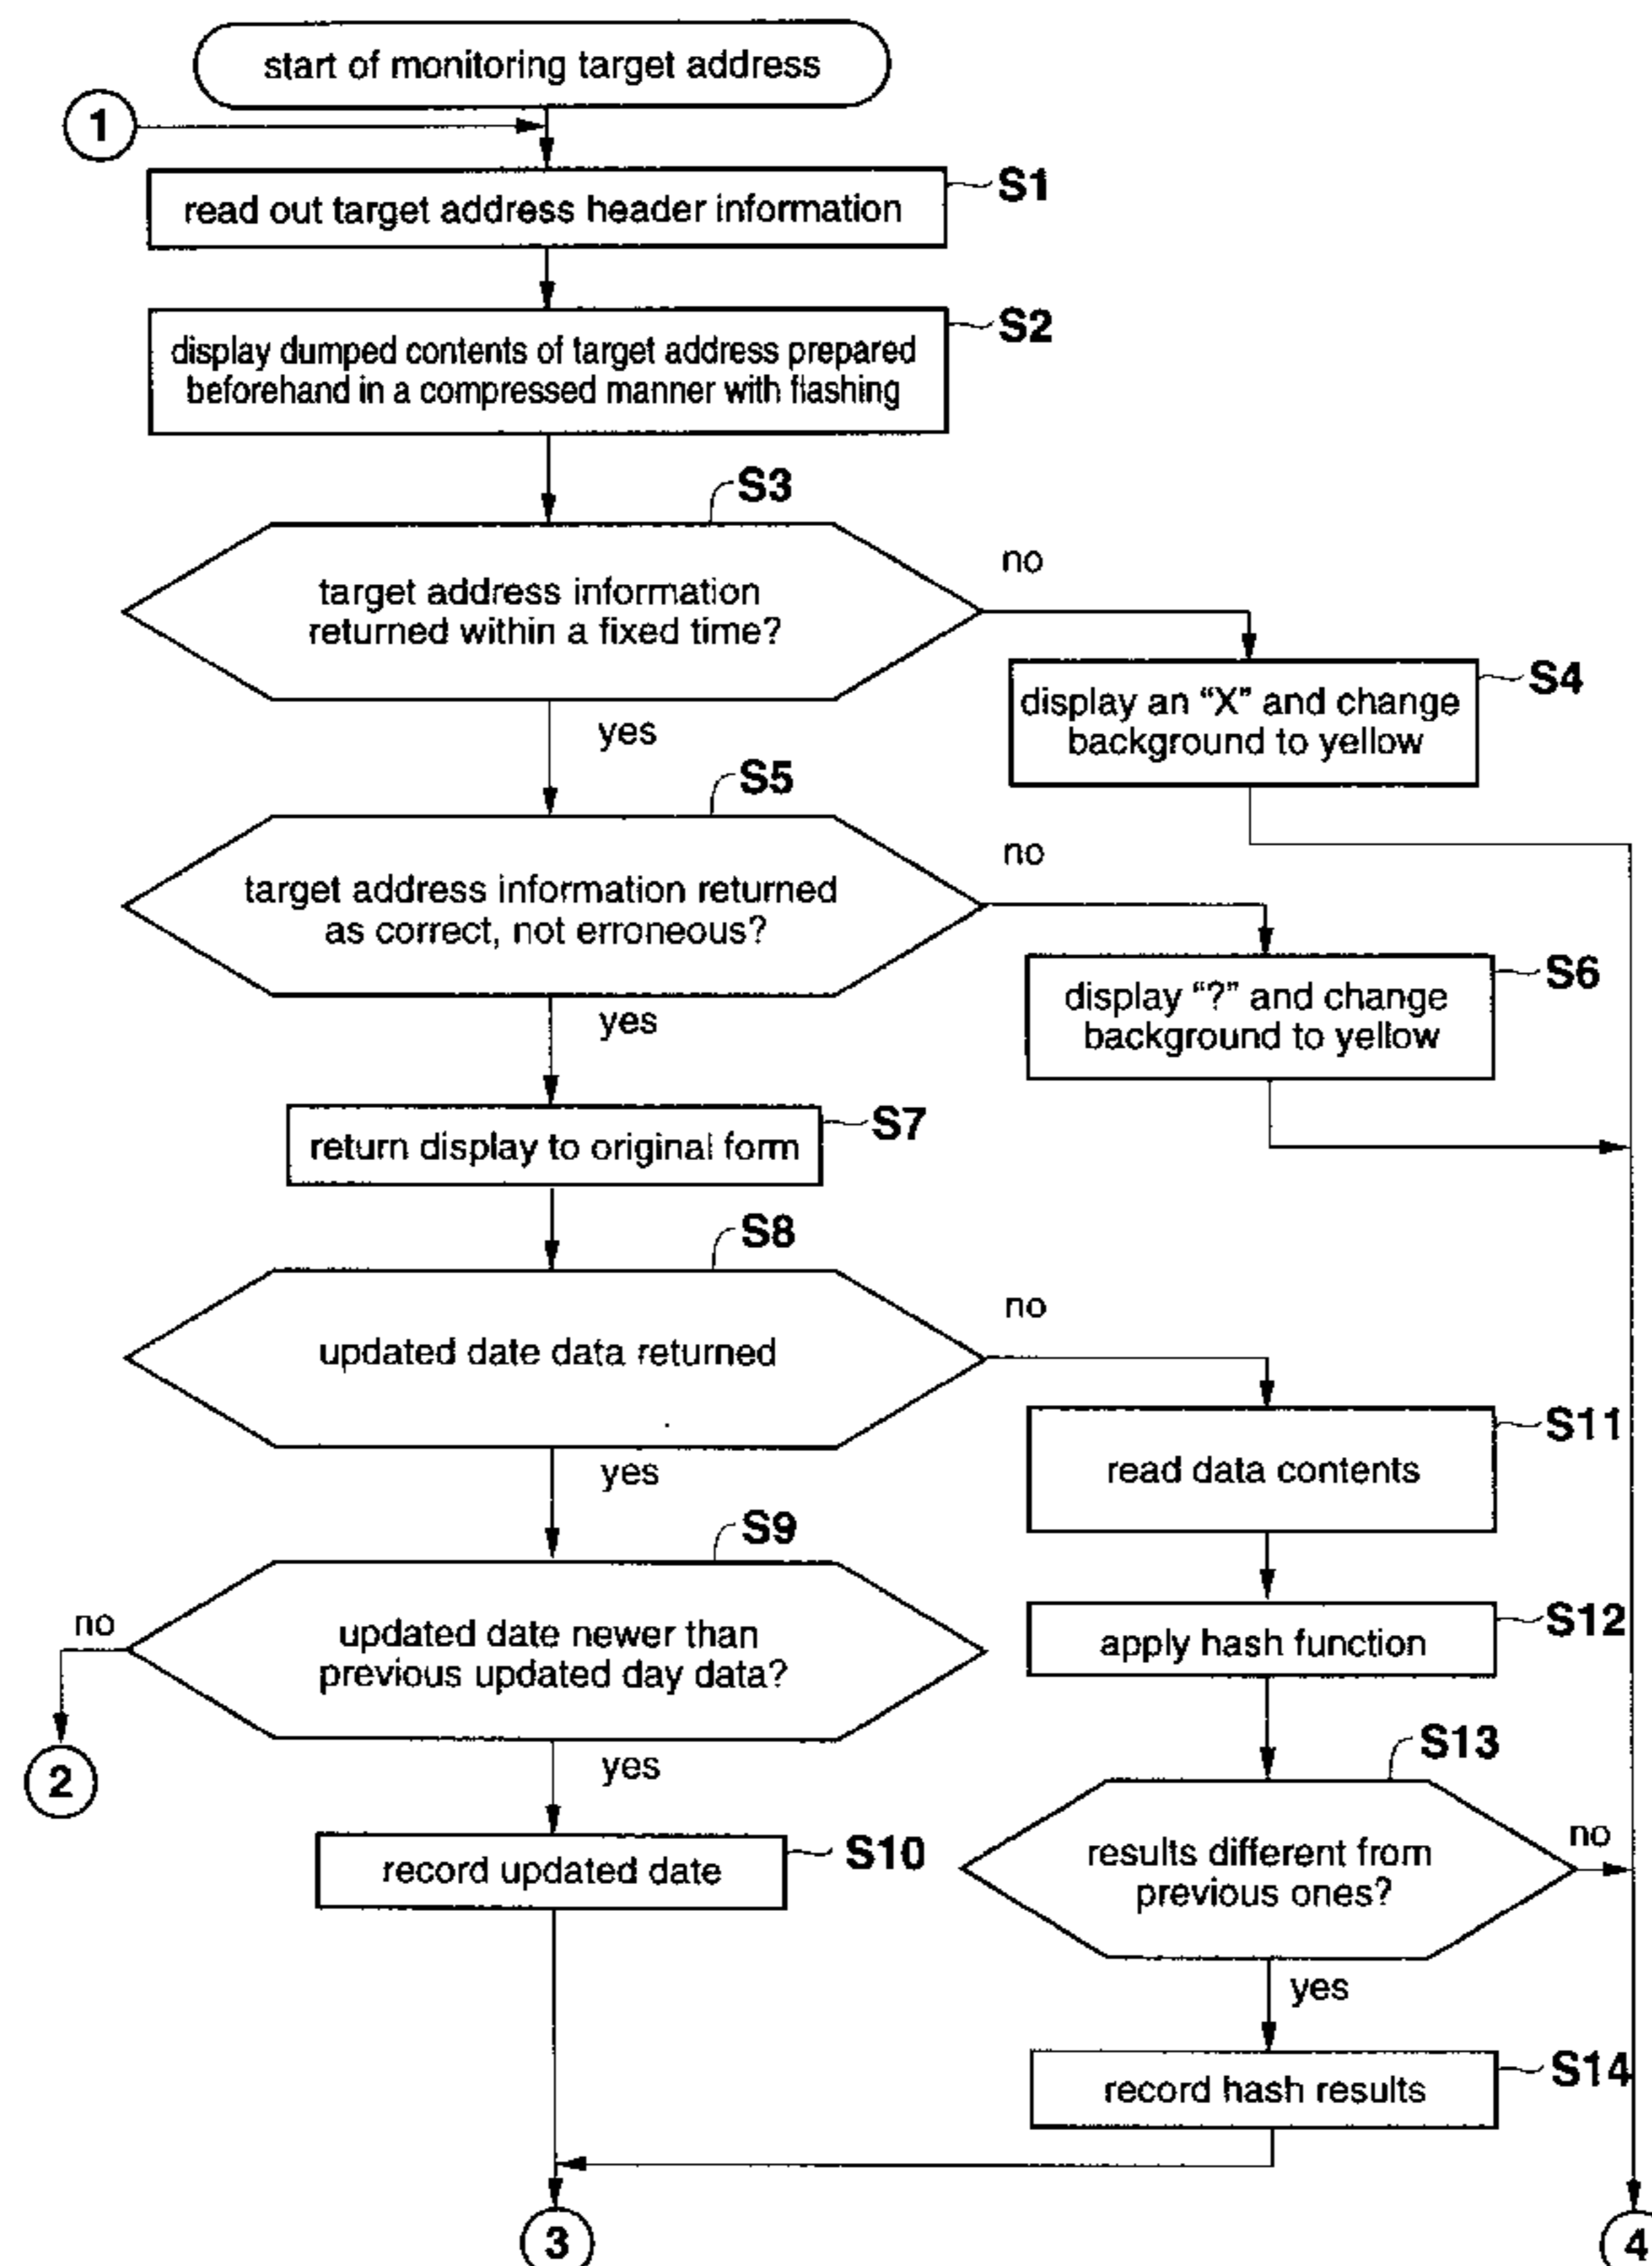 start of monitoring target address
1
read out target address header information
S1
display dumped contents of target address prepared
beforehand in a compressed manner with flashing
S2
S3
target address information
returned within a fixed time?
no
yes
display an “X” and change
background to yellow
S4
S5
target address information returned
as correct, not erroneous?
no
yes
display “?” and change
background to yellow
S6
return display to original form
S7
S8
updated date data returned
no
yes
read data contents
S11
S9
updated date newer than
previous updated day data?
no
2
yes
apply hash function
S12
S13
results different from
previous ones?
no
yes
record updated date
S10
record hash results
S14
3
4